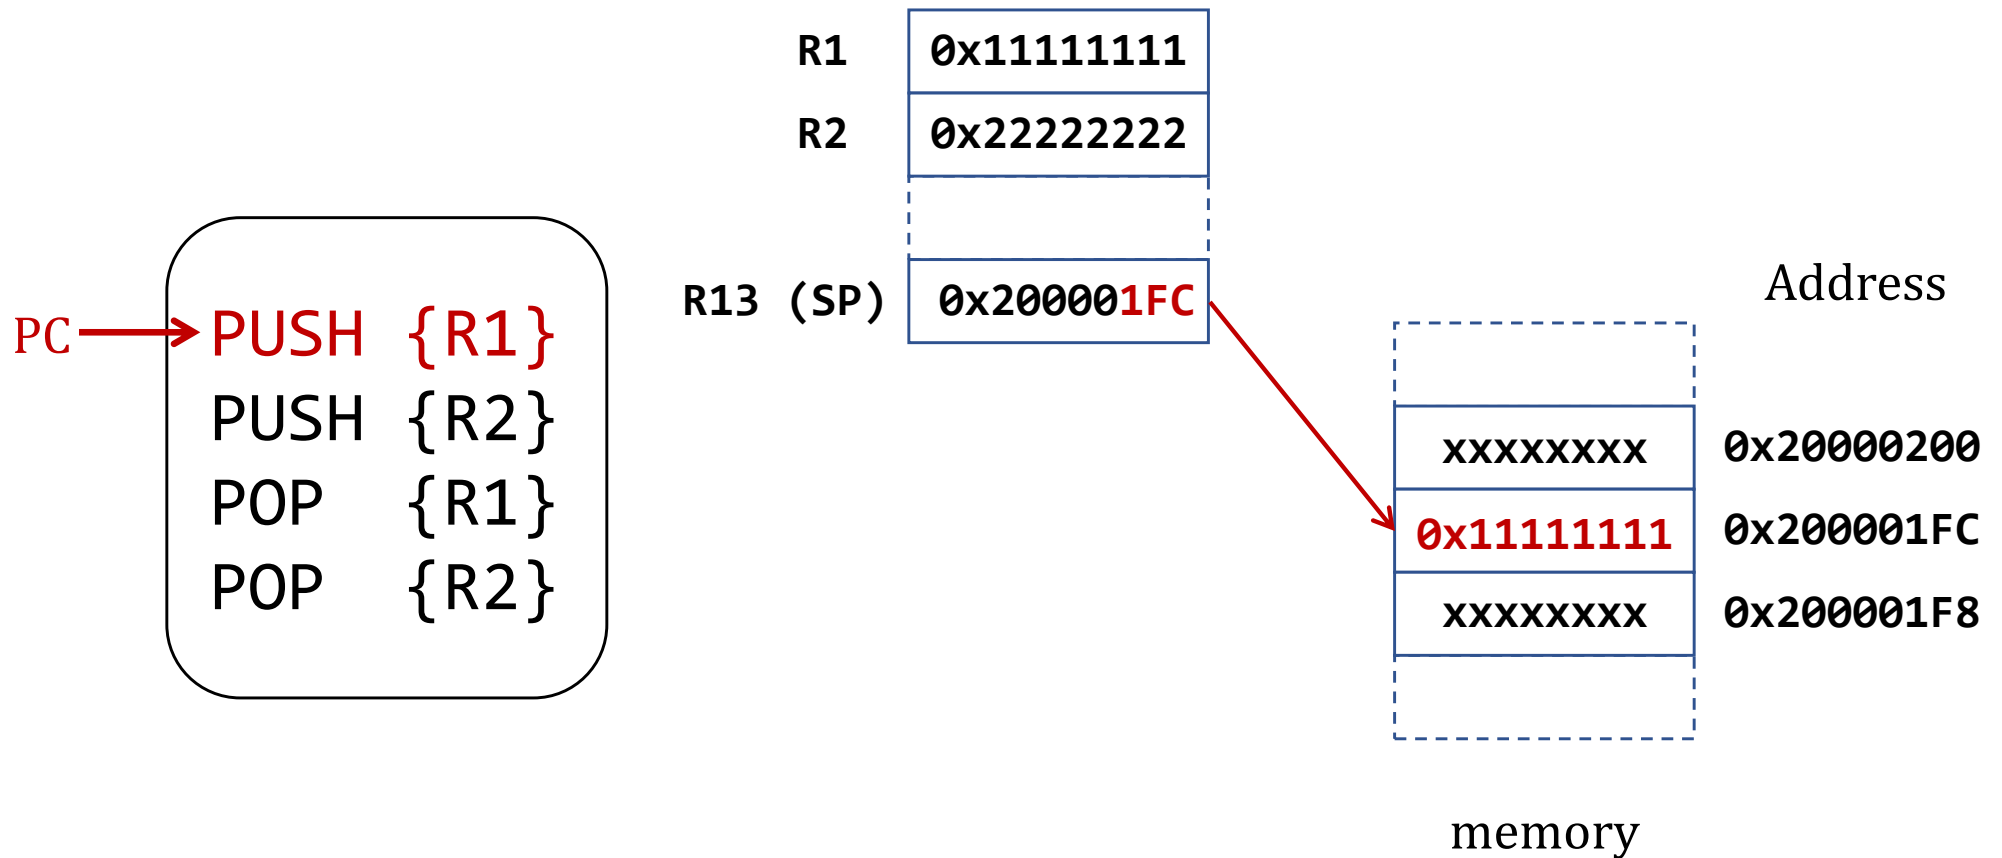 R1 0x11111111
R2 0x22222222
R13 (SP) 0x200001FC
PC
PUSH {R1}
PUSH {R2}
POP {R1}
POP {R2}
Address
xxxxxxxx 0x20000200
0x11111111 0x200001FC
xxxxxxxx 0x200001F8
memory